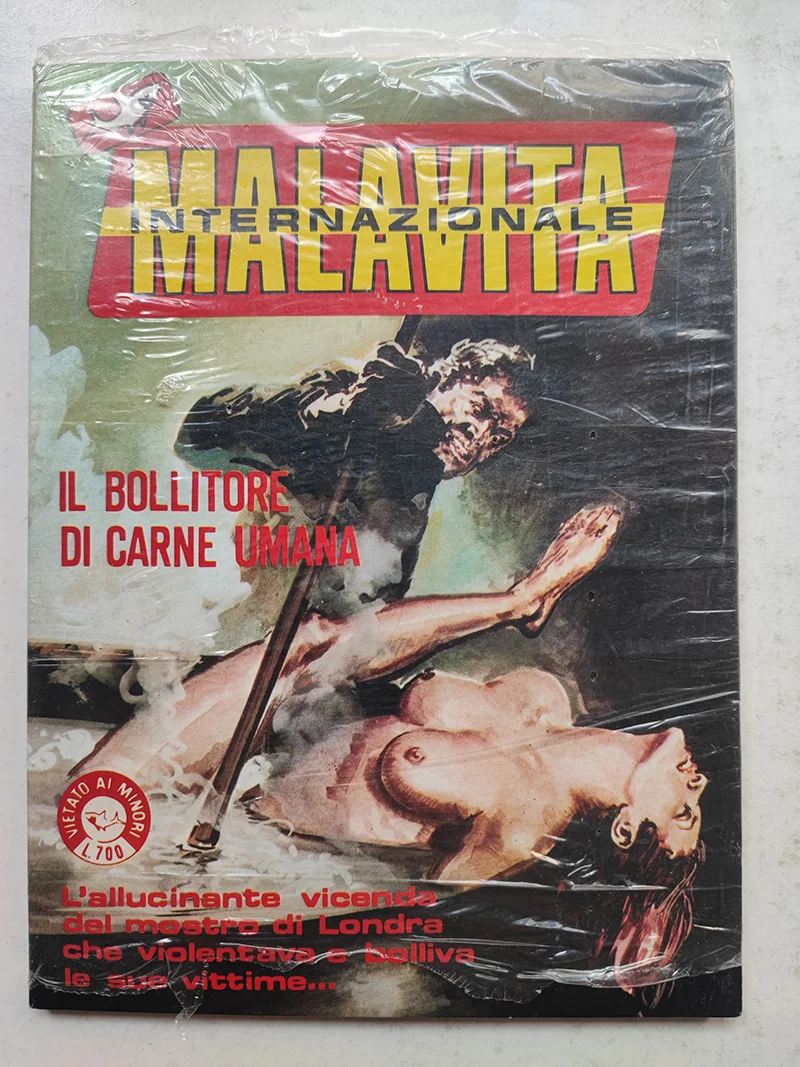 MALAVITA
INTERNAZIONALE
IL BOLLITORE
DI CARNE UMANA
VIETATO AI MINORI
L. 700
L'allucinante vicenda
del mostro di Londra
che violentava e bolliva
le sue vittime...